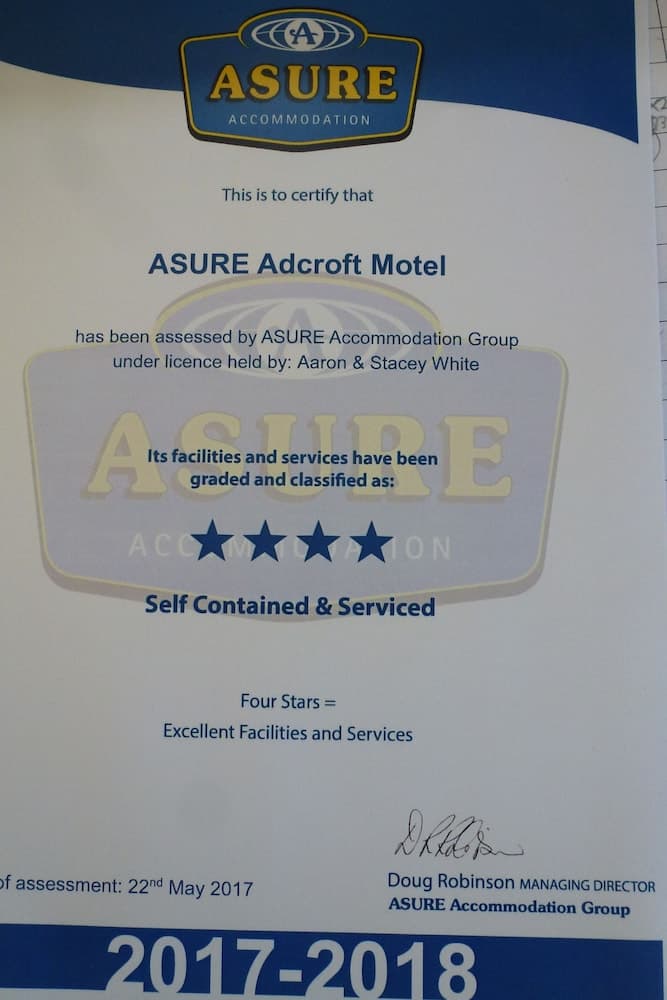 A
ASURE
ACCOMMODATION
This is to certify that
ASURE Adcroft Motel
has been assessed by ASURE Accommodation Group
under licence held by: Aaron & Stacey White
A
ASURE
Its facilities and services have been
graded and classified as:
ACCOMMODATION
Self Contained & Serviced
Four Stars =
Excellent Facilities and Services
of assessment: 22nd May 2017
Doug Robinson MANAGING DIRECTOR
ASURE Accommodation Group
2017-2018